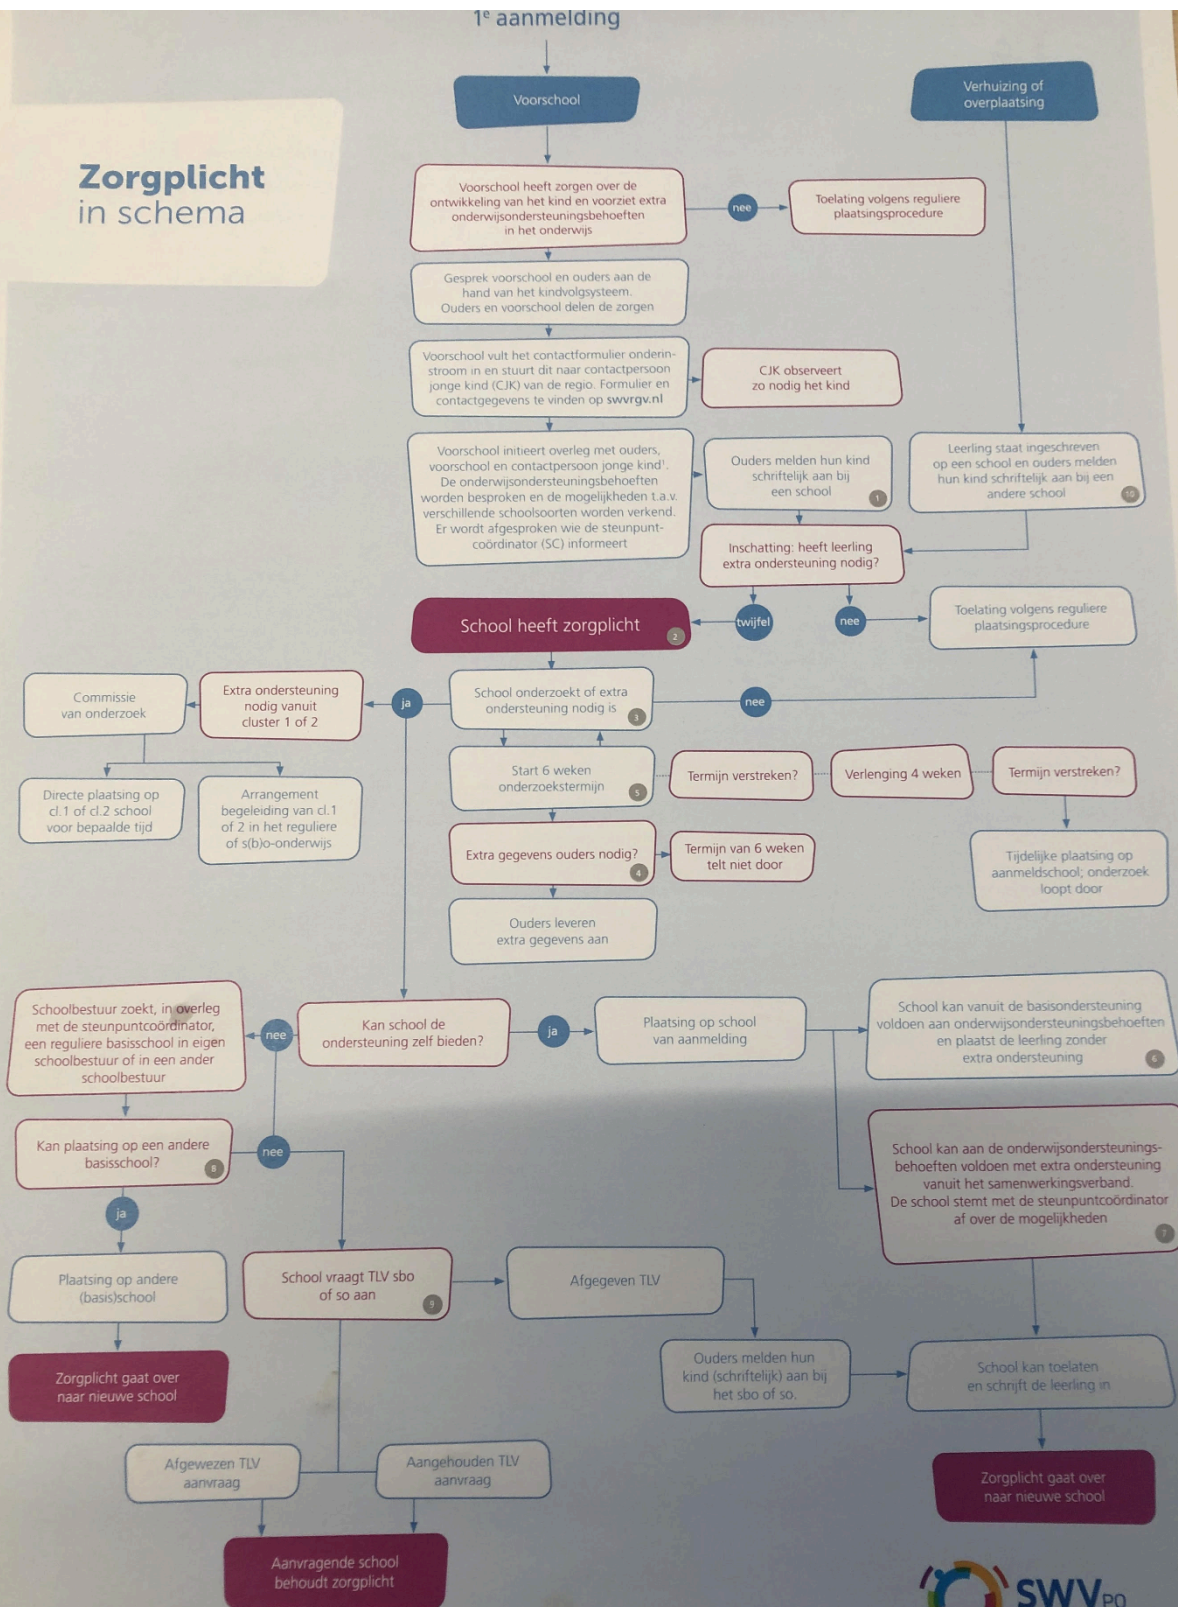 1e aanmelding
Voorschool
Verhuizing of
overplaatsing
Zorgplicht
in schema
Voorschool heeft zorgen over de
ontwikkeling van het kind en voorziet extra
onderwijsondersteuningsbehoeften
in het onderwijs
nee
Toelating volgens reguliere
plaatsingsprocedure
Gesprek voorschool en ouders aan de
hand van het kindvolgsysteem.
Ouders en voorschool delen de zorgen
Voorschool vult het contactformulier onderin-
stroom in en stuurt dit naar contactpersoon
jonge kind (CJK) van de regio. Formulier en
contactgegevens te vinden op swvrgv.nl
CJK observeert
zo nodig het kind
Voorschool initieert overleg met ouders,
voorschool en contactpersoon jonge kind¹.
De onderwijsondersteuningsbehoeften
worden besproken en de mogelijkheden t.a.v.
verschillende schoolsoorten worden verkend.
Er wordt afgesproken wie de steunpunt-
coördinator (SC) informeert
Ouders melden hun kind
schriftelijk aan bij
een school
1
Leerling staat ingeschreven
op een school en ouders melden
hun kind schriftelijk aan bij een
andere school
10
Inschatting: heeft leerling
extra ondersteuning nodig?
School heeft zorgplicht
2
twijfel
nee
Toelating volgens reguliere
plaatsingsprocedure
Commissie
van onderzoek
Extra ondersteuning
nodig vanuit
cluster 1 of 2
ja
School onderzoekt of extra
ondersteuning nodig is
3
nee
Directe plaatsing op
cl.1 of cl.2 school
voor bepaalde tijd
Arrangement
begeleiding van cl.1
of 2 in het reguliere
of s(b)o-onderwijs
Start 6 weken
onderzoekstermijn
5
Termijn verstreken?
Verlenging 4 weken
Termijn verstreken?
Extra gegevens ouders nodig?
4
Termijn van 6 weken
telt niet door
Tijdelijke plaatsing op
aanmeldschool; onderzoek
loopt door
Ouders leveren
extra gegevens aan
Schoolbestuur zoekt, in overleg
met de steunpuntcoördinator,
een reguliere basisschool in eigen
schoolbestuur of in een ander
schoolbestuur
nee
Kan school de
ondersteuning zelf bieden?
ja
Plaatsing op school
van aanmelding
School kan vanuit de basisondersteuning
voldoen aan onderwijsondersteuningsbehoeften
en plaatst de leerling zonder
extra ondersteuning
6
Kan plaatsing op een andere
basisschool?
8
nee
School kan aan de onderwijsondersteunings-
behoeften voldoen met extra ondersteuning
vanuit het samenwerkingsverband.
De school stemt met de steunpuntcoördinator
af over de mogelijkheden
7
ja
Plaatsing op andere
(basis)school
School vraagt TLV sbo
of so aan
9
Afgegeven TLV
Zorgplicht gaat over
naar nieuwe school
Ouders melden hun
kind (schriftelijk) aan bij
het sbo of so.
School kan toelaten
en schrijft de leerling in
Afgewezen TLV
aanvraag
Aangehouden TLV
aanvraag
Zorgplicht gaat over
naar nieuwe school
Aanvragende school
behoudt zorgplicht
SWV PO